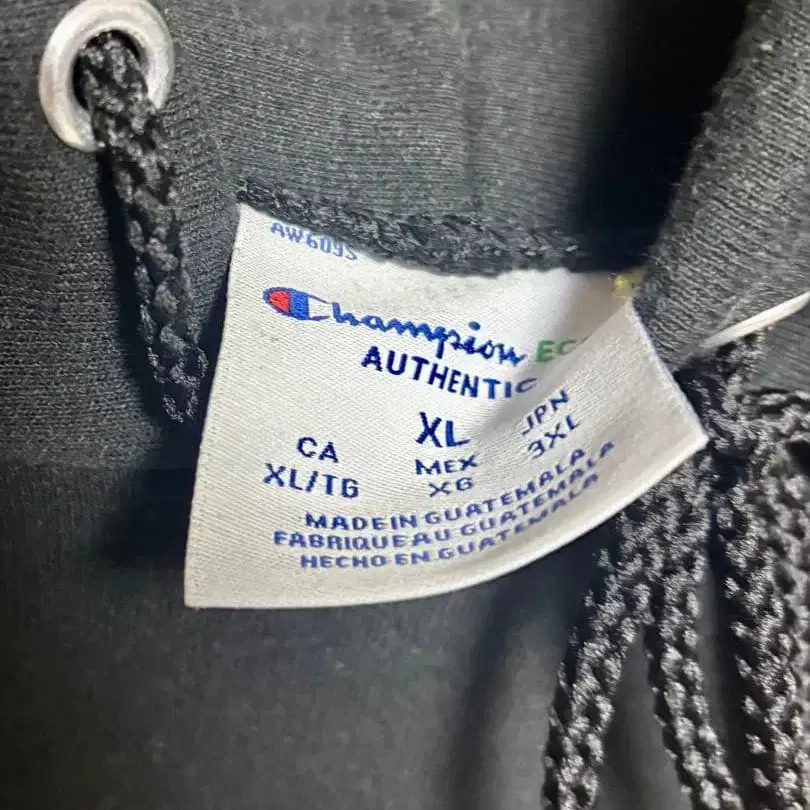 AW609S
Champion
AUTHENTIC
XL
CA
XL/TG
MEX
XG
JPN
3XL
MADE IN GUATEMALA
FABRIQUE AU GUATEMALA
HECHO EN GUATEMALA